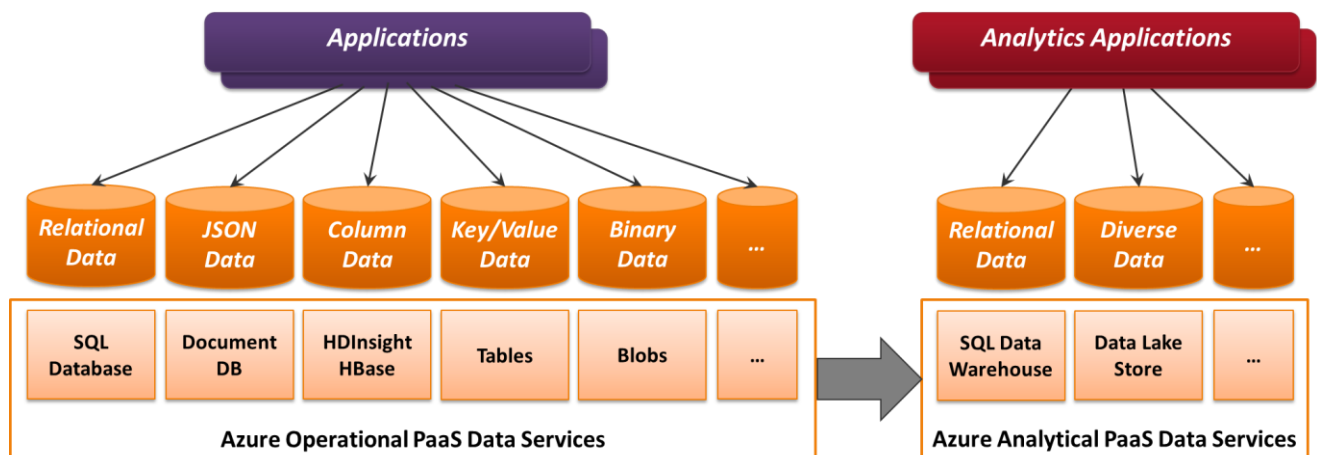 Applications
Analytics Applications
Relational
Data
JSON
Data
Column
Data
Key/Value
Data
Binary
Data
...
Relational
Data
Diverse
Data
...
SQL
Database
Document
DB
HDInsight
HBase
Tables
Blobs
...
SQL Data
Warehouse
Data Lake
Store
...
Azure Operational PaaS Data Services
Azure Analytical PaaS Data Services